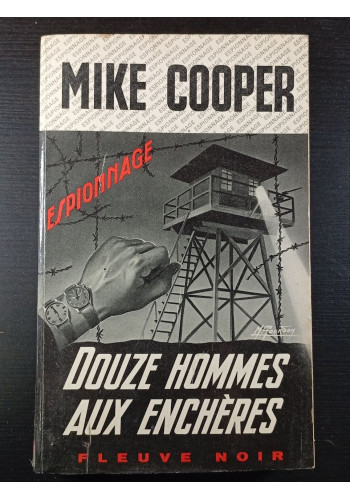 MIKE COOPER
ESPIONNAGE
DOUZE HOMMES
AUX ENCHÈRES
FLEUVE NOIR